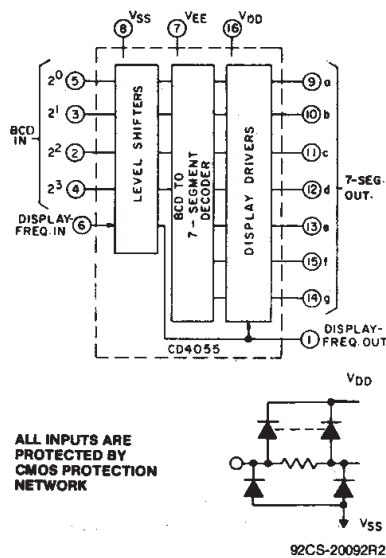 VSS VEE VDD
8 7 16
BCD IN
2⁰ 5
2¹ 3
2² 2
2³ 4
DISPLAY-
FREQ. IN 6
LEVEL SHIFTERS
BCD TO
7-SEGMENT
DECODER
DISPLAY DRIVERS
9 a
10 b
11 c
12 d
13 e
15 f
14 g
7-SEG.
OUT.
1 DISPLAY-
FREQ. OUT
CD4055
VDD
ALL INPUTS ARE
PROTECTED BY
CMOS PROTECTION
NETWORK
VSS
92CS-20092R2